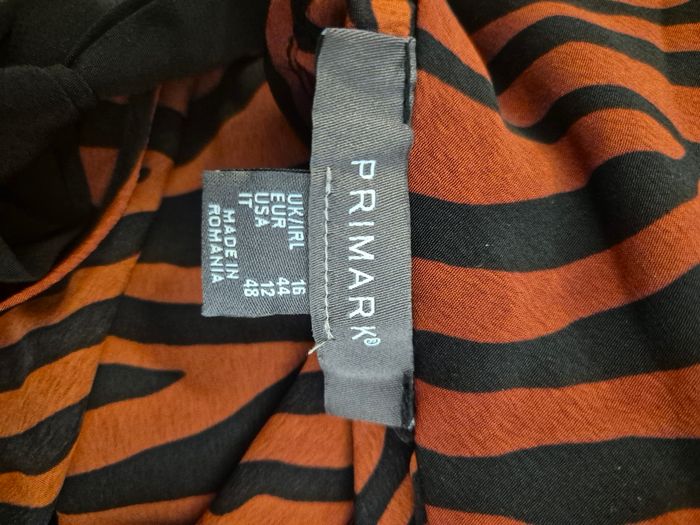 PRIMARK®
UK/IRL 16
EUR 44
USA 12
IT 48
MADE IN
ROMANIA